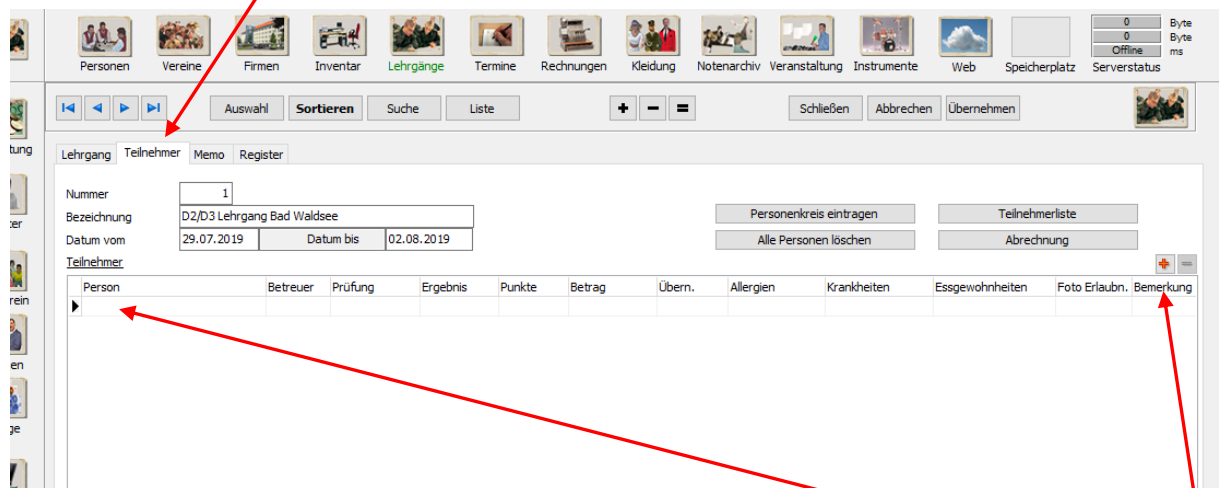 0 Byte
0 Byte
Offline ms
Personen Vereine Firmen Inventar Lehrgänge Termine Rechnungen Kleidung Notenarchiv Veranstaltung Instrumente Web Speicherplatz Serverstatus
Auswahl Sortieren Suche Liste + - = Schließen Abbrechen Übernehmen
tung
Lehrgang Teilnehmer Memo Register
Nummer 1
ter
Bezeichnung D2/D3 Lehrgang Bad Waldsee Personenkreis eintragen Teilnehmerliste
Datum vom 29.07.2019 Datum bis 02.08.2019 Alle Personen löschen Abrechnung
Teilnehmer
Person Betreuer Prüfung Ergebnis Punkte Betrag Übern. Allergien Krankheiten Essgewohnheiten Foto Erlaubn. Bemerkung
rein
en
ge